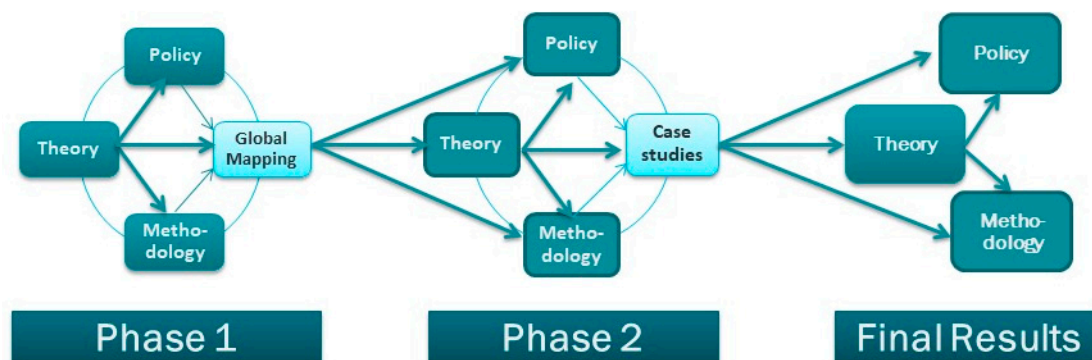 Policy
Theory
Global
Mapping
Metho-
dology
Policy
Theory
Case
studies
Metho-
dology
Policy
Theory
Metho-
dology
Phase 1
Phase 2
Final Results